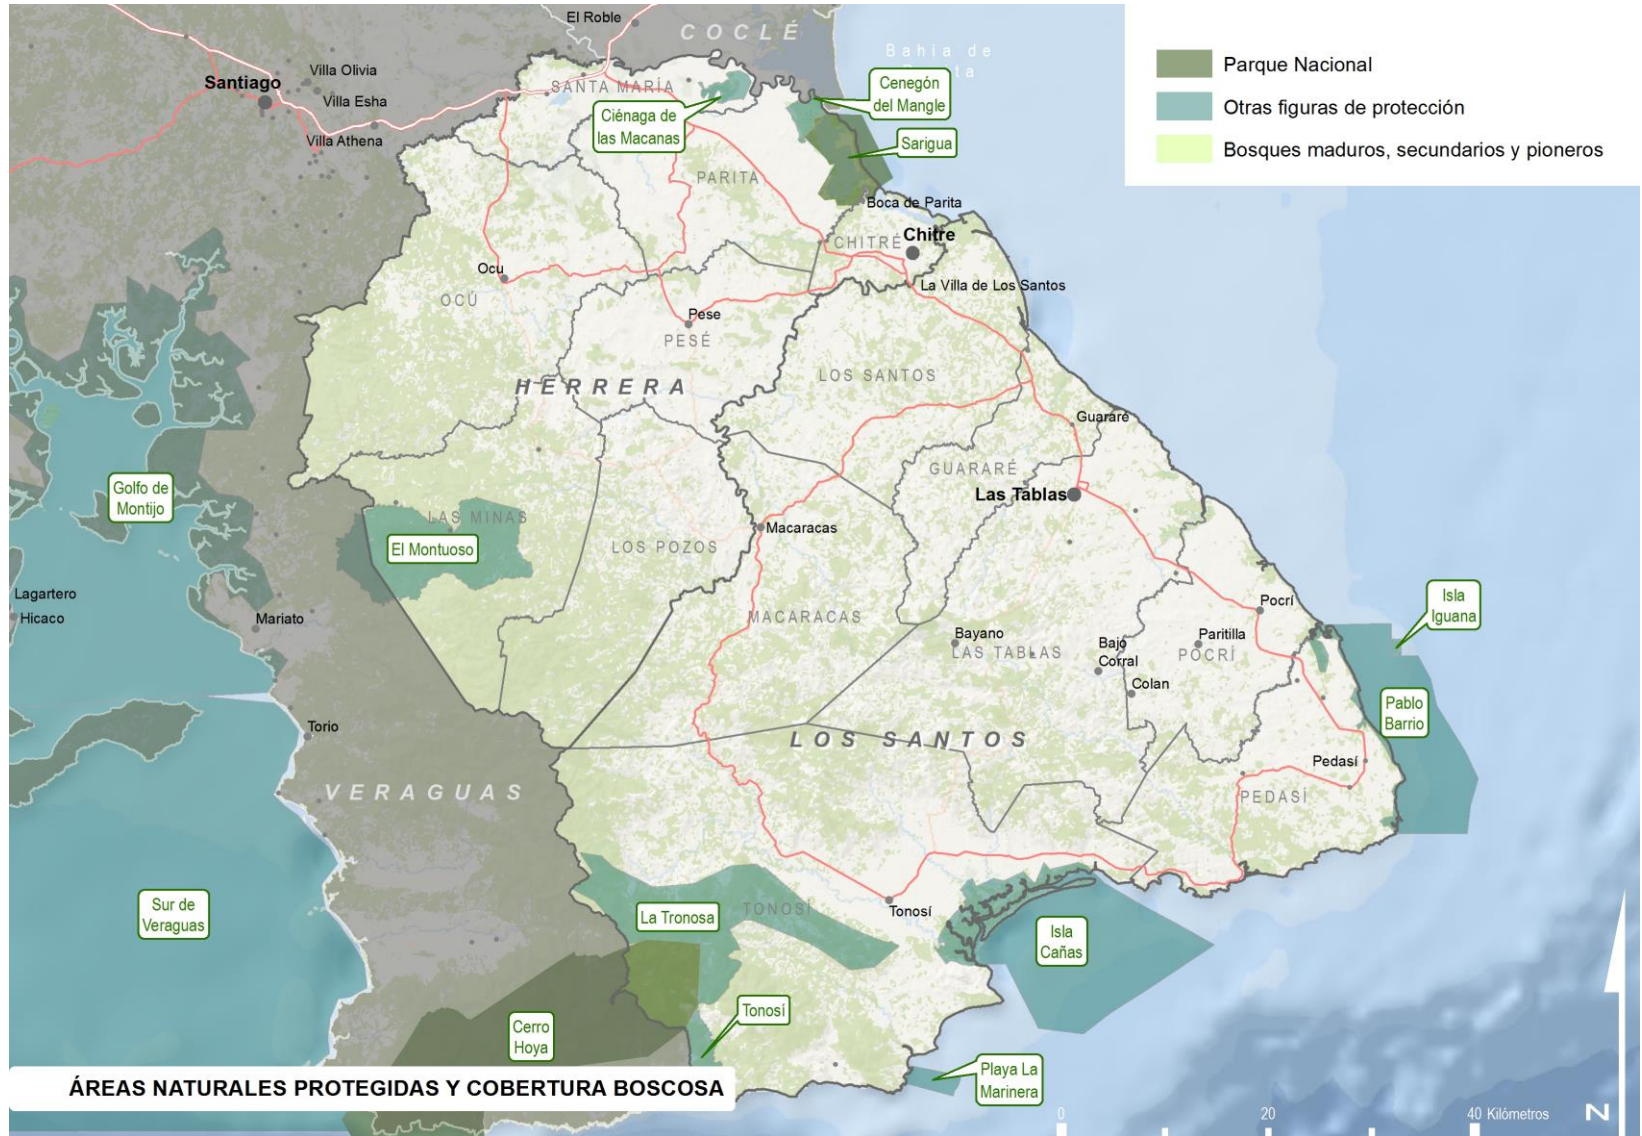 El Roble
COCLÉ
Bahia de
Parita
Parque Nacional
Otras figuras de protección
Bosques maduros, secundarios y pioneros
Villa Olivia
Santiago
Villa Esha
Villa Athena
SANTA MARÍA
Ciénaga de
las Macanas
Cenegón
del Mangle
Sarigua
PARITA
Boca de Parita
CHITRÉ
Chitre
Ocu
OCÚ
La Villa de Los Santos
Pese
PESÉ
HERRERA
LOS SANTOS
Guararé
GUARARÉ
Las Tablas
Golfo de
Montijo
LAS MINAS
El Montuoso
LOS POZOS
Macaracas
MACARACAS
Lagartero
Hicaco
Mariato
Bayano
LAS TABLAS
Bajo
Corral
Colan
Pocrí
Paritilla
POCRÍ
Isla
Iguana
Pablo
Barrio
Torio
VERAGUAS
LOS SANTOS
Pedasí
PEDASÍ
Sur de
Veraguas
La Tronosa
TONOSÍ
Tonosí
Isla
Cañas
Tonosí
Cerro
Hoya
Playa La
Marinera
ÁREAS NATURALES PROTEGIDAS Y COBERTURA BOSCOSA
0 20 40 Kilómetros
N